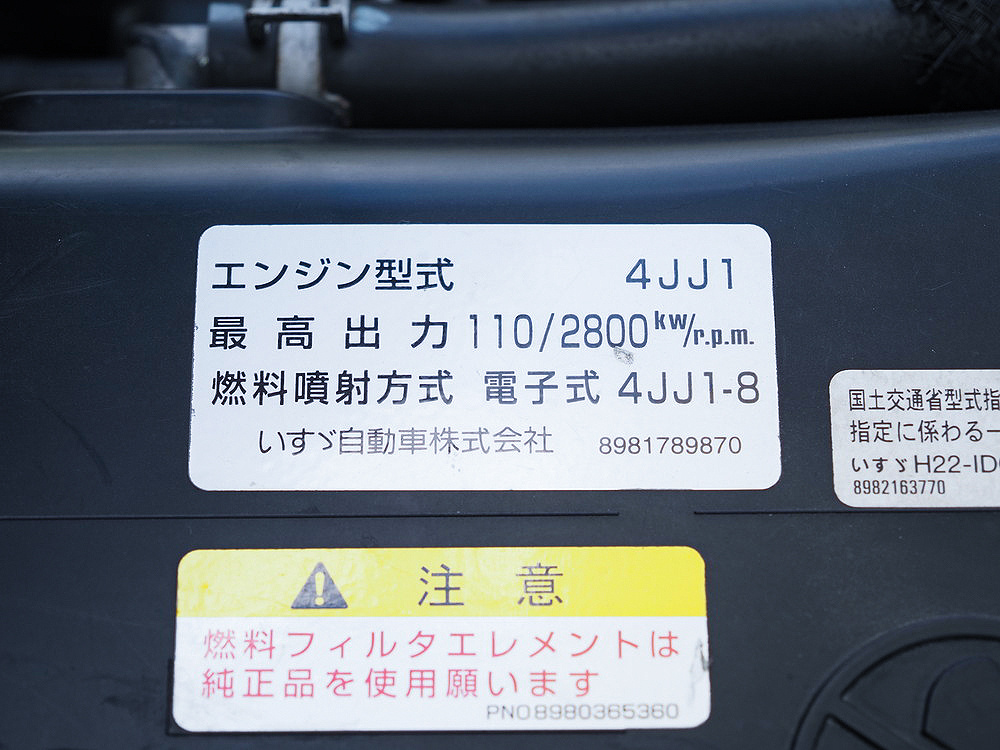 エンジン型式 4JJ1
最高出力 110/2800kW/r.p.m.
燃料噴射方式 電子式 4JJ1-8
いすゞ自動車株式会社 8981789870
国土交通省型式指
指定に係わる一
いすゞH22-ID
8982163770
注意
燃料フィルタエレメントは
純正品を使用願います
PNO8980365360